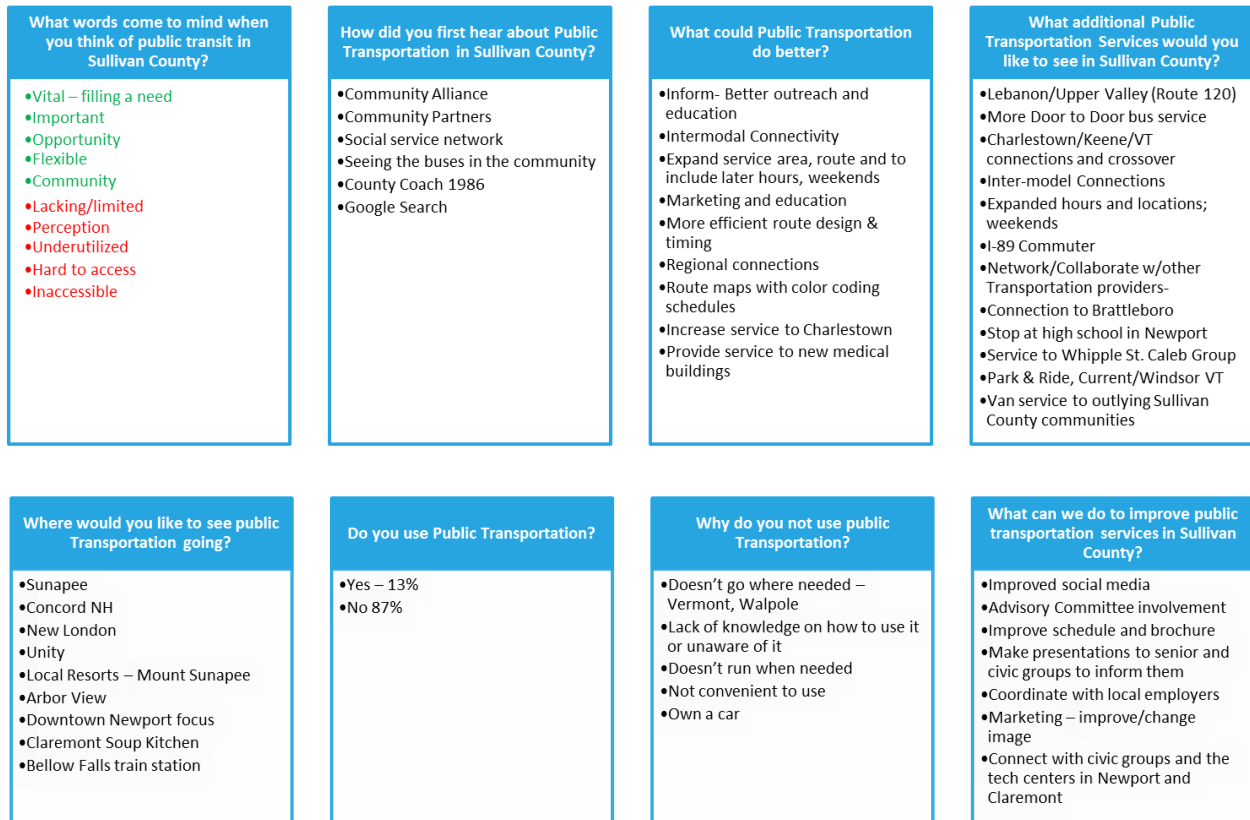 What words come to mind when
you think of public transit in
Sullivan County?
•Vital – filling a need
•Important
•Opportunity
•Flexible
•Community
•Lacking/limited
•Perception
•Underutilized
•Hard to access
•Inaccessible
How did you first hear about Public
Transportation in Sullivan County?
•Community Alliance
•Community Partners
•Social service network
•Seeing the buses in the community
•County Coach 1986
•Google Search
What could Public Transportation
do better?
•Inform- Better outreach and
education
•Intermodal Connectivity
•Expand service area, route and to
include later hours, weekends
•Marketing and education
•More efficient route design &
timing
•Regional connections
•Route maps with color coding
schedules
•Increase service to Charlestown
•Provide service to new medical
buildings
What additional Public
Transportation Services would you
like to see in Sullivan County?
•Lebanon/Upper Valley (Route 120)
•More Door to Door bus service
•Charlestown/Keene/VT
connections and crossover
•Inter-model Connections
•Expanded hours and locations;
weekends
•I-89 Commuter
•Network/Collaborate w/other
Transportation providers-
•Connection to Brattleboro
•Stop at high school in Newport
•Service to Whipple St. Caleb Group
•Park & Ride, Current/Windsor VT
•Van service to outlying Sullivan
County communities
Where would you like to see public
Transportation going?
•Sunapee
•Concord NH
•New London
•Unity
•Local Resorts – Mount Sunapee
•Arbor View
•Downtown Newport focus
•Claremont Soup Kitchen
•Bellow Falls train station
Do you use Public Transportation?
•Yes – 13%
•No 87%
Why do you not use public
Transportation?
•Doesn’t go where needed –
Vermont, Walpole
•Lack of knowledge on how to use it
or unaware of it
•Doesn’t run when needed
•Not convenient to use
•Own a car
What can we do to improve public
transportation services in Sullivan
County?
•Improved social media
•Advisory Committee involvement
•Improve schedule and brochure
•Make presentations to senior and
civic groups to inform them
•Coordinate with local employers
•Marketing – improve/change
image
•Connect with civic groups and the
tech centers in Newport and
Claremont